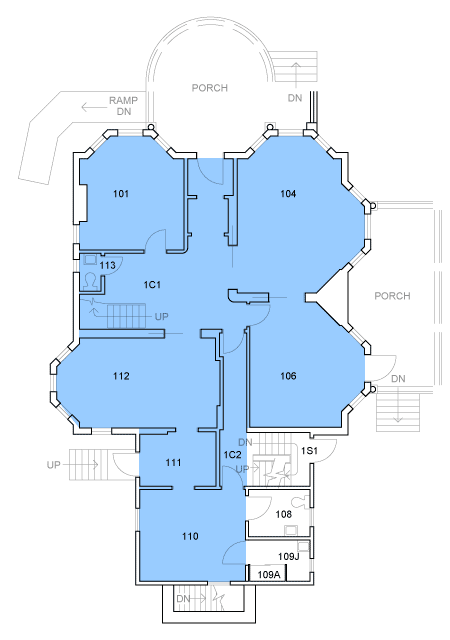 PORCH
RAMP
DN
DN
101
104
113
1C1
PORCH
UP
112
106
DN
DN
1S1
111
1C2
UP
UP
108
110
109J
109A
DN